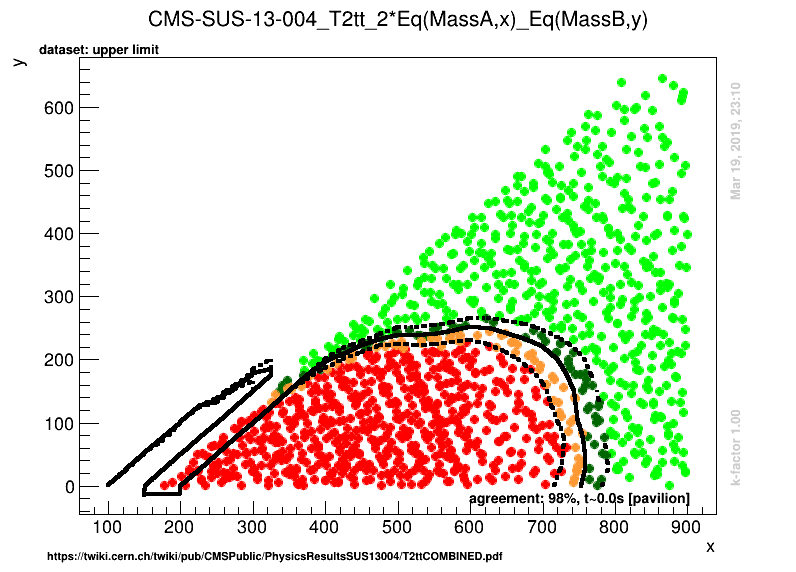 CMS-SUS-13-004_T2tt_2*Eq(MassA,x)_Eq(MassB,y)
dataset: upper limit
y
600
500
400
300
200
100
0
100 200 300 400 500 600 700 800 900
x
agreement: 98%, t~0.0s [pavilion]
Mar 19, 2019, 23:10
k-factor 1.00
https://twiki.cern.ch/twiki/pub/CMSPublic/PhysicsResultsSUS13004/T2ttCOMBINED.pdf